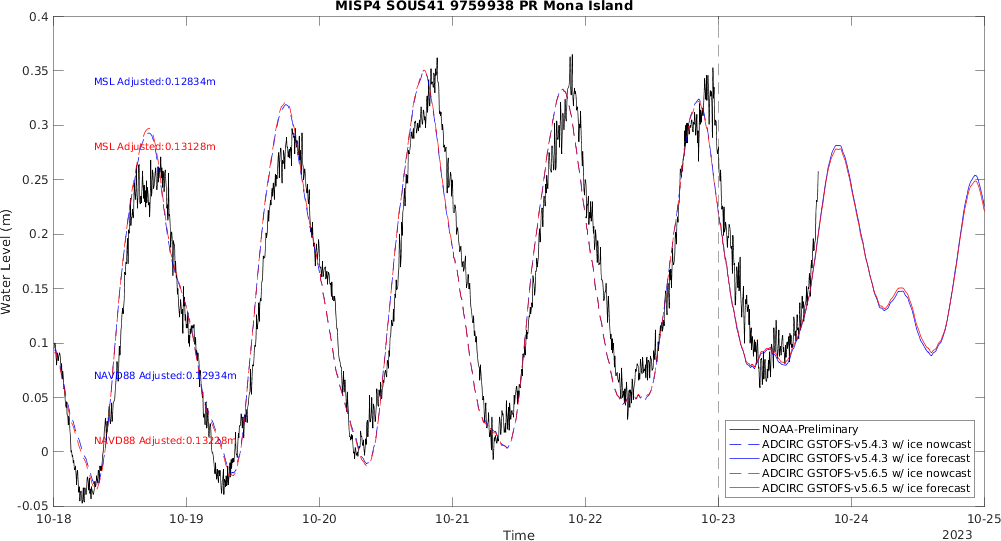 MISP4 SOUS41 9759938 PR Mona Island
0.4
0.35
0.3
0.25
0.2
0.15
0.1
0.05
0
-0.05
Water Level (m)
MSL Adjusted:0.12834m
MSL Adjusted:0.13128m
NAVD88 Adjusted:0.12934m
NAVD88 Adjusted:0.13228m
NOAA-Preliminary
ADCIRC GSTOFS-v5.4.3 w/ ice nowcast
ADCIRC GSTOFS-v5.4.3 w/ ice forecast
ADCIRC GSTOFS-v5.6.5 w/ ice nowcast
ADCIRC GSTOFS-v5.6.5 w/ ice forecast
10-18 10-19 10-20 10-21 10-22 10-23 10-24 10-25
Time
2023